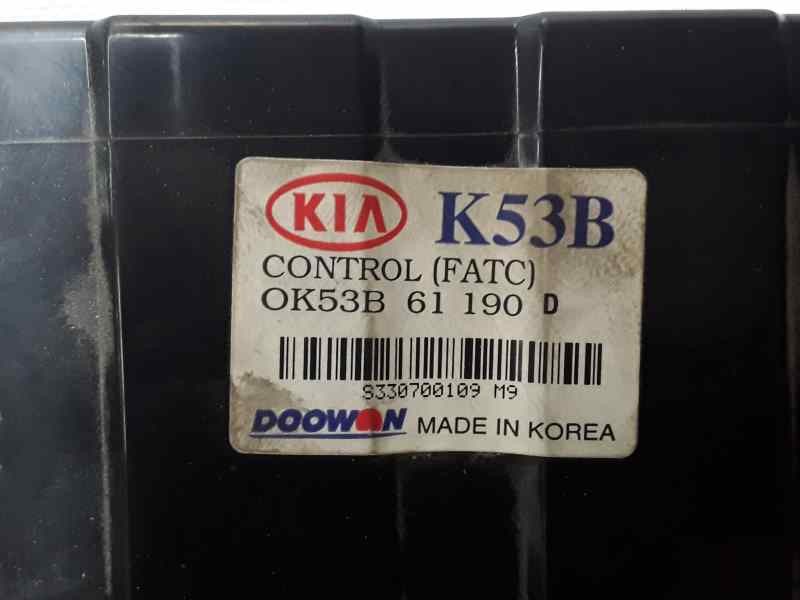 KIA K53B
CONTROL (FATC)
OK53B 61 190 D
S330700109 M9
DOOWON MADE IN KOREA